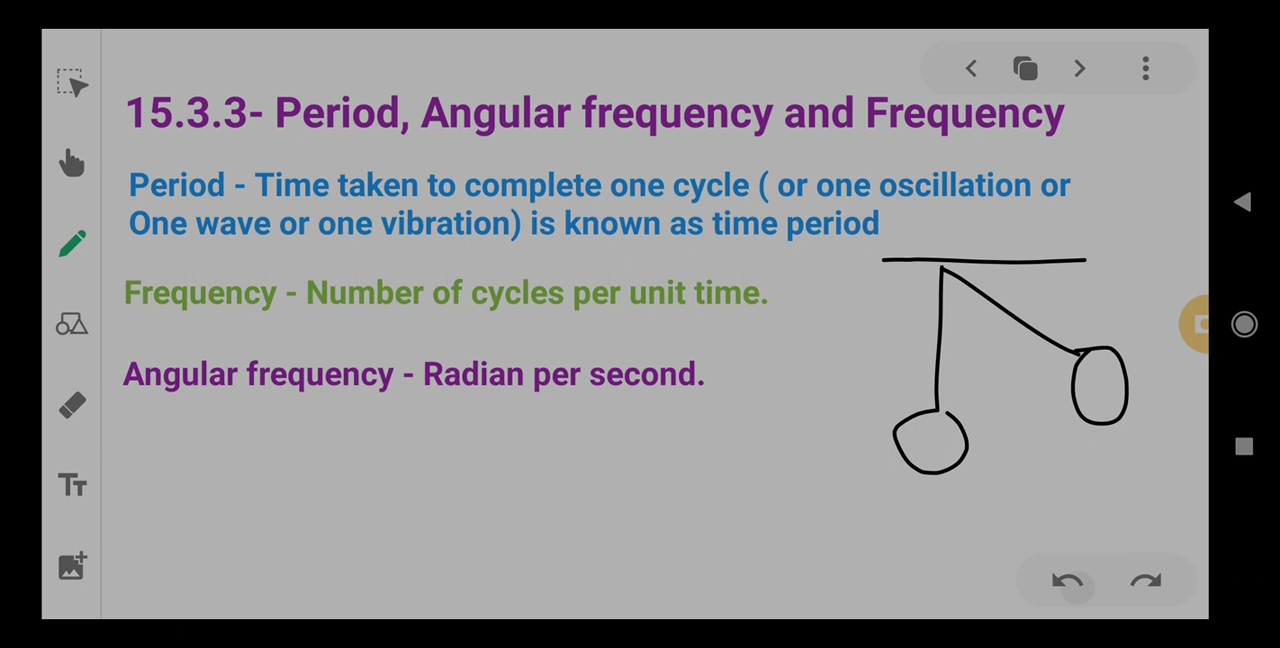 15.3.3- Period, Angular frequency and Frequency
Period - Time taken to complete one cycle ( or one oscillation or
One wave or one vibration) is known as time period
Frequency - Number of cycles per unit time.
Angular frequency - Radian per second.
TT